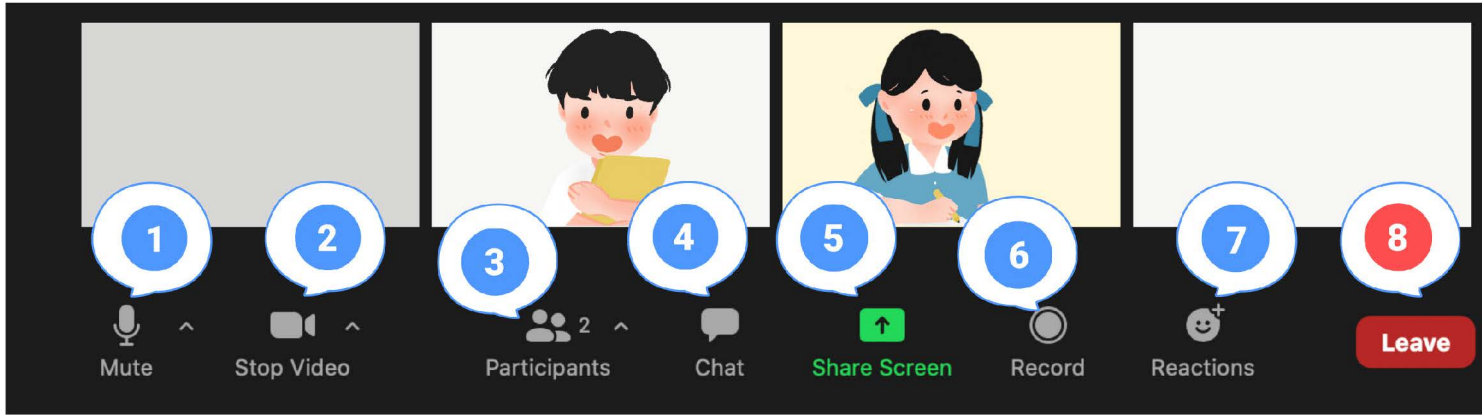 1
2
3
4
5
6
7
8
2
Mute
Stop Video
Participants
Chat
Share Screen
Record
Reactions
Leave